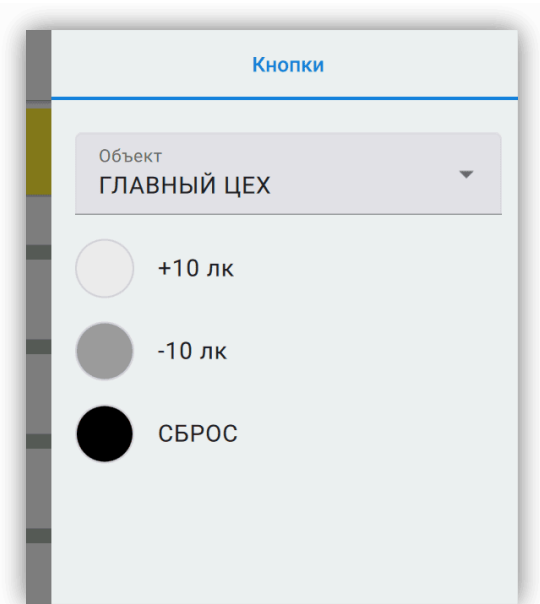 Кнопки
Объект
ГЛАВНЫЙ ЦЕХ
+10 лк
-10 лк
СБРОС